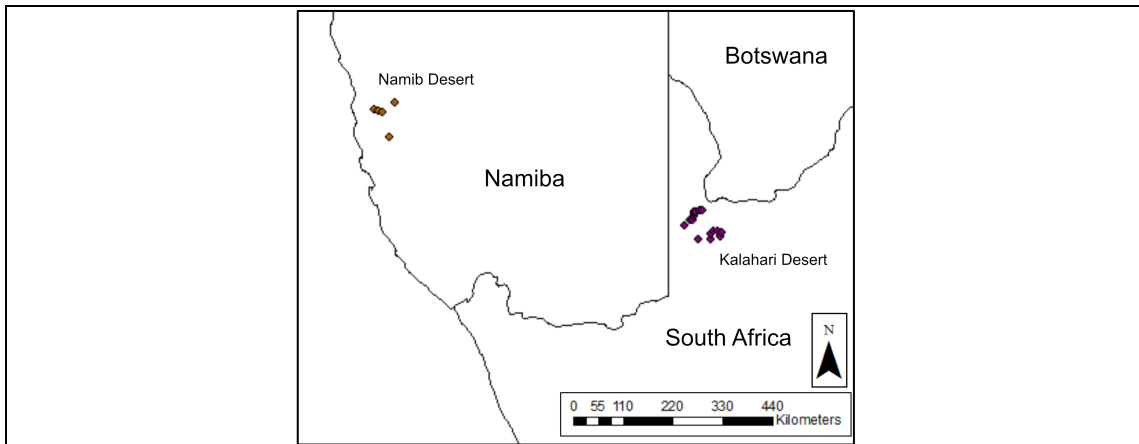 Botswana
Namib Desert
Namiba
Kalahari Desert
South Africa
N
0 55 110 220 330 440
Kilometers